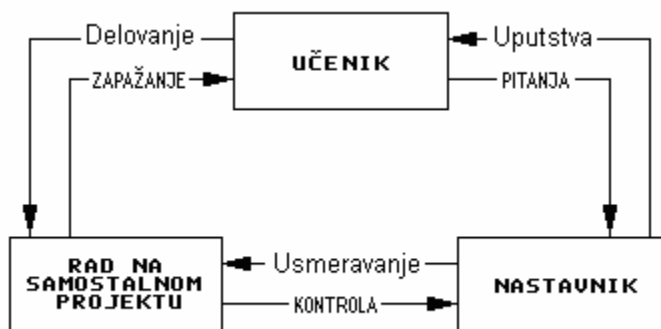 Delovanje
UČENIK
Uputstva
ZAPAŽANJE
PITANJA
RAD NA
SAMOSTALNOM
PROJEKTU
Usmeravanje
KONTROLA
NASTAVNIK